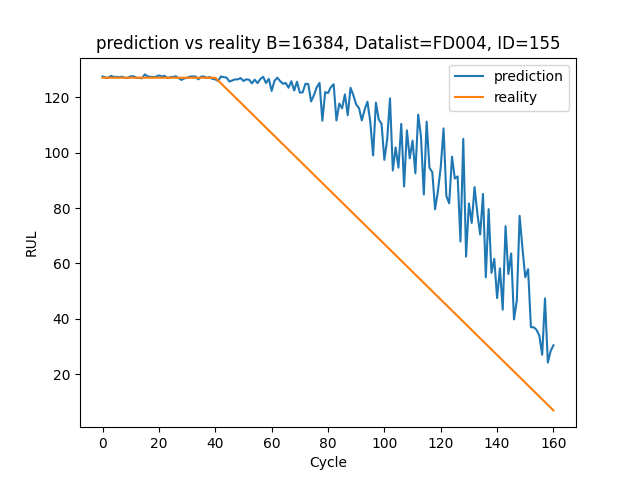 prediction vs reality B=16384, Datalist=FD004, ID=155
prediction
reality
RUL
120
100
80
60
40
20
0 20 40 60 80 100 120 140 160
Cycle